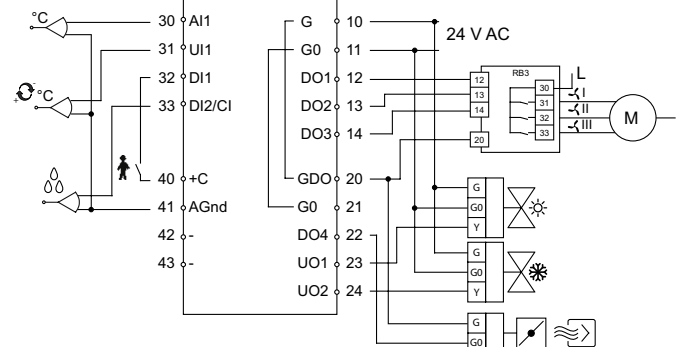 °C
30 AI1
31 UI1
32 DI1
+ °C -
33 DI2/CI
40 +C
41 AGnd
42 -
43 -
G 10
G0 11
DO1 12
DO2 13
DO3 14
GDO 20
G0 21
DO4 22
UO1 23
UO2 24
24 V AC
RB3
12
13
14
20
30
31
32
33
L
I
II
III
M
G
G0
Y
G
G0
Y
G
G0